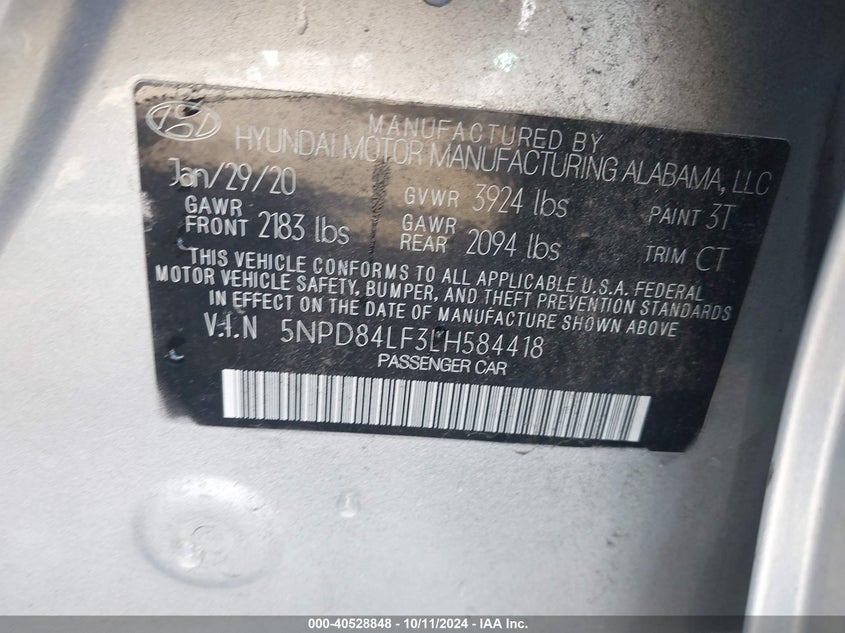 MANUFACTURED BY
HYUNDAI MOTOR MANUFACTURING ALABAMA, LLC
Jan/29/20 GVWR 3924 lbs PAINT 3T
GAWR FRONT 2183 lbs GAWR REAR 2094 lbs TRIM CT
THIS VEHICLE CONFORMS TO ALL APPLICABLE U.S.A. FEDERAL
MOTOR VEHICLE SAFETY, BUMPER, AND THEFT PREVENTION STANDARDS
IN EFFECT ON THE DATE OF MANUFACTURE SHOWN ABOVE
V.I.N 5NPD84LF3LH584418
PASSENGER CAR
000-40528848 - 10/11/2024 - IAA Inc.